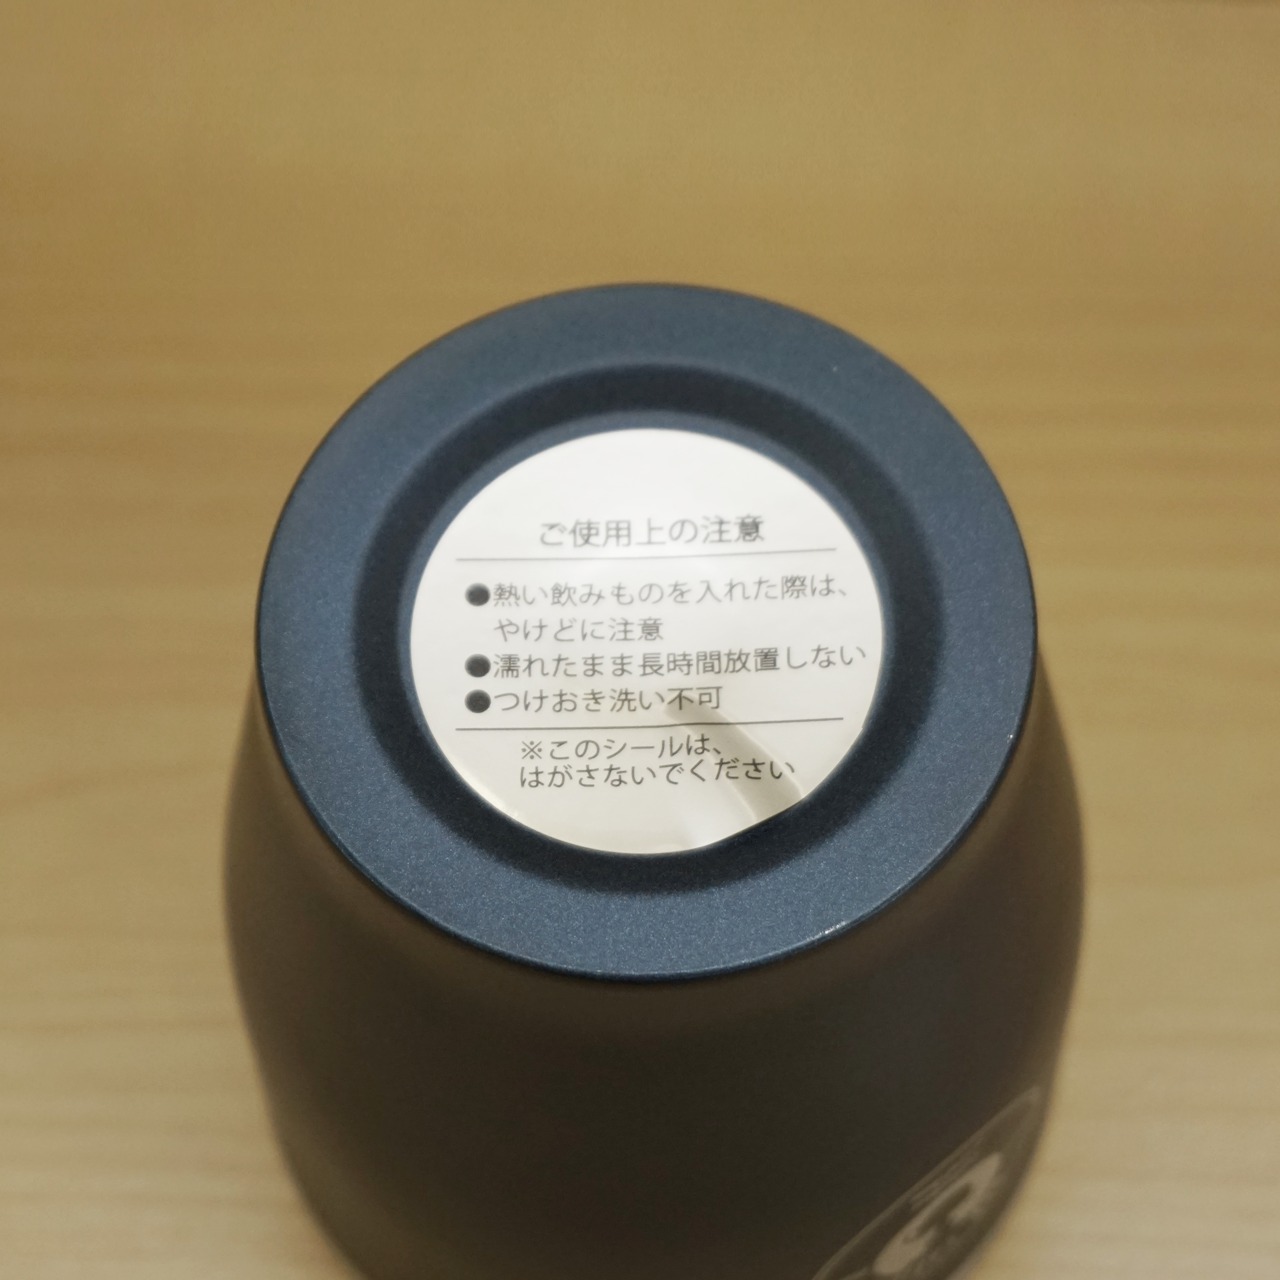 ご使用上の注意
●熱い飲みものを入れた際は、
やけどに注意
●濡れたまま長時間放置しない
●つけおき洗い不可
※このシールは、
はがさないでください